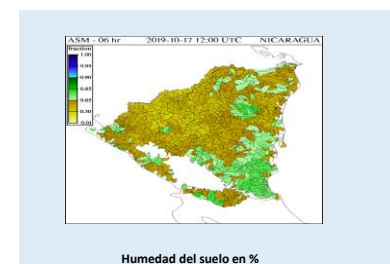 ASM - 06 hr 2019-10-17 12:00 UTC NICARAGUA
fraction
1.00
0.95
0.90
0.85
0.65
0.30
0.01
Humedad del suelo en %